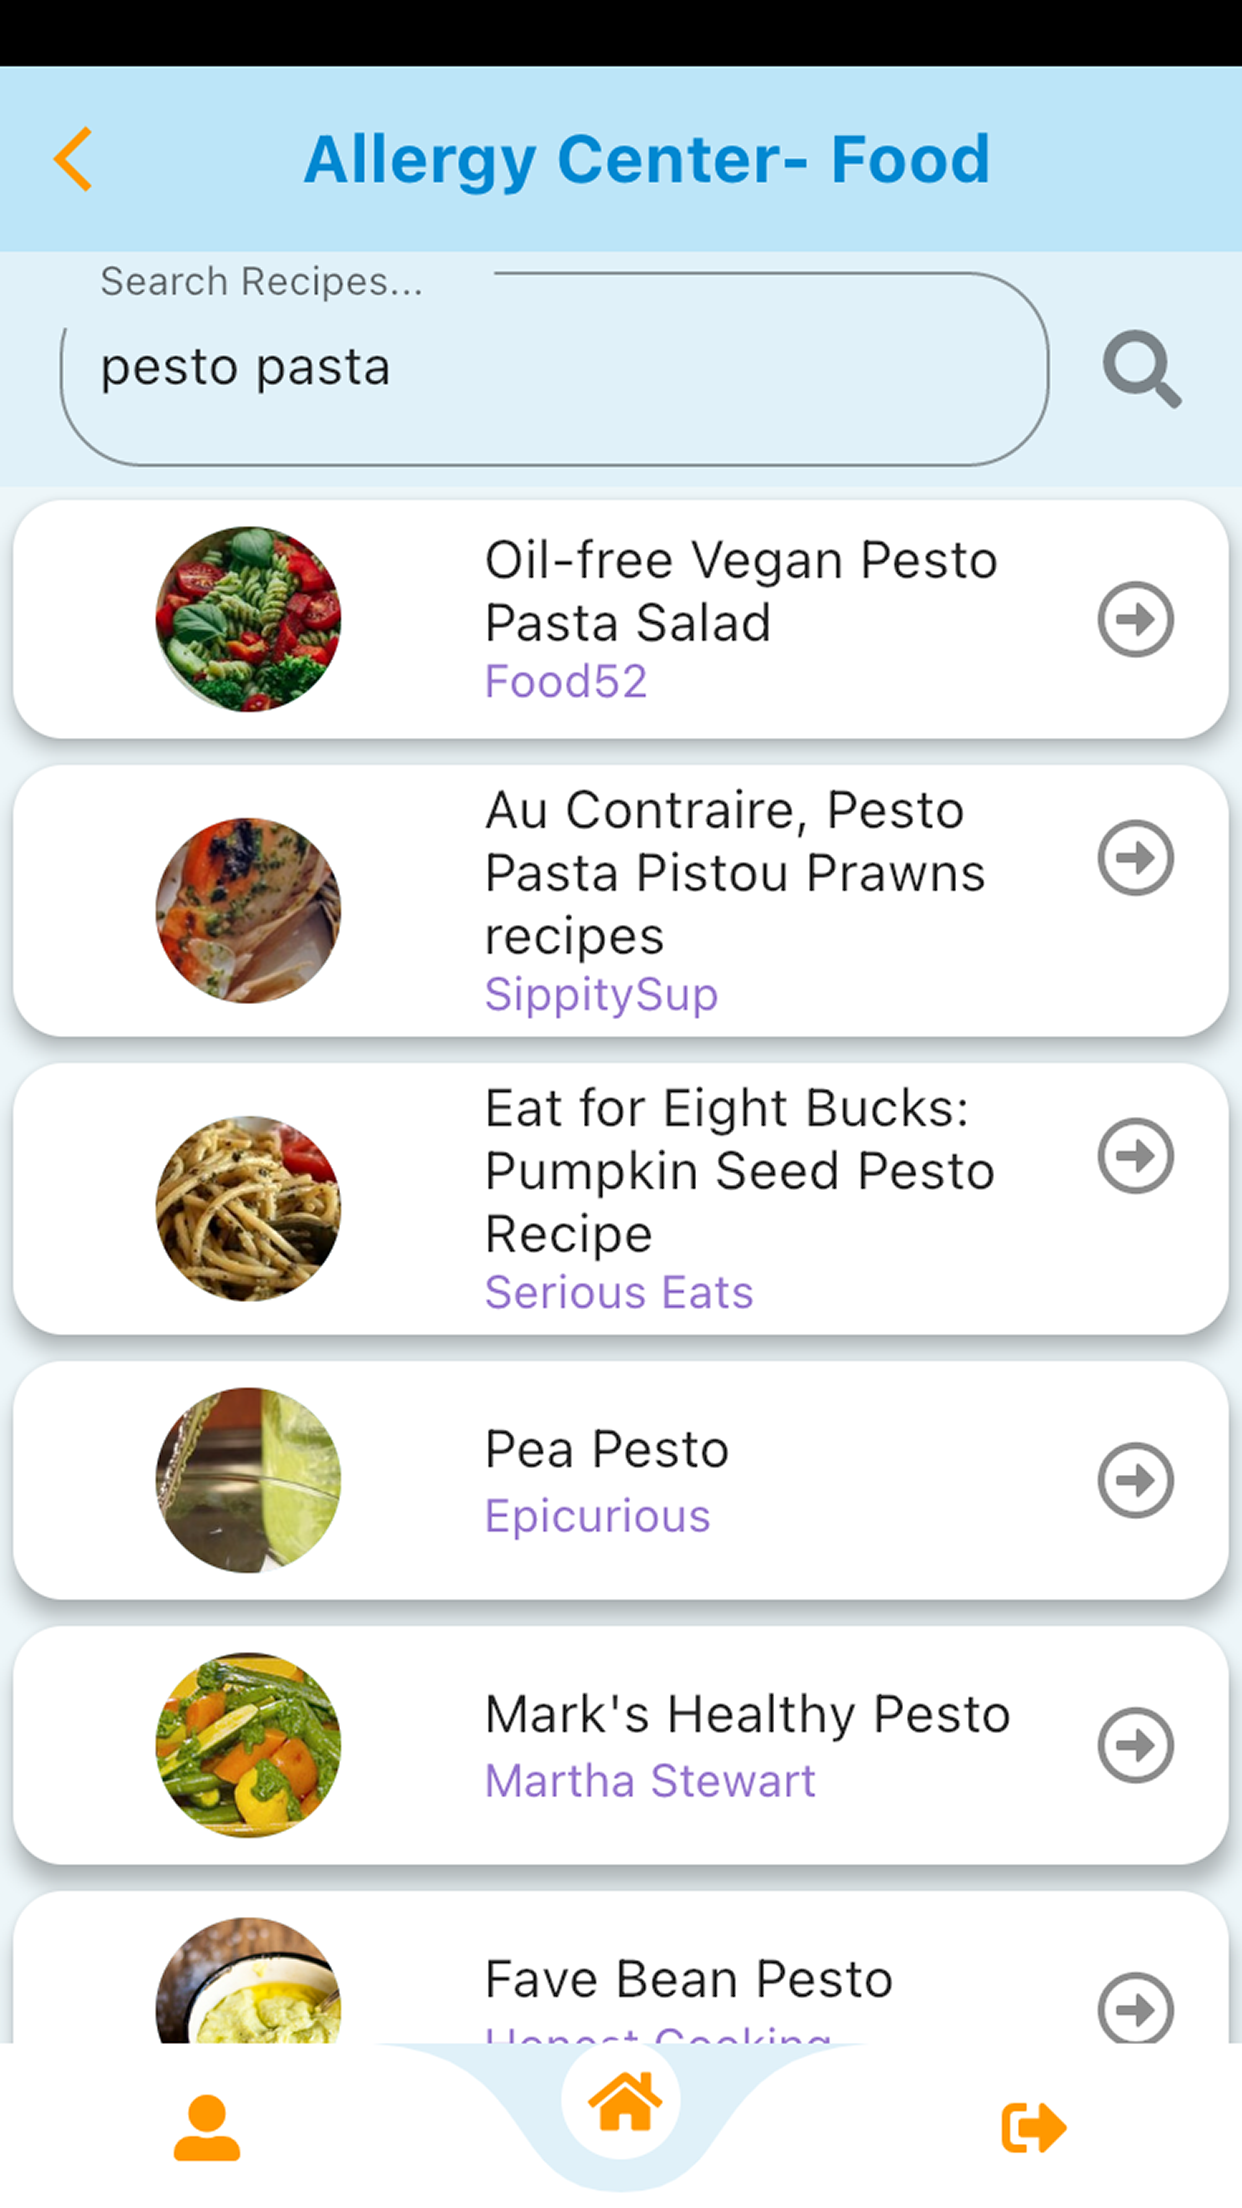 Allergy Center- Food
Search Recipes...
pesto pasta
Oil-free Vegan Pesto
Pasta Salad
Food52
Au Contraire, Pesto
Pasta Pistou Prawns
recipes
SippitySup
Eat for Eight Bucks:
Pumpkin Seed Pesto
Recipe
Serious Eats
Pea Pesto
Epicurious
Mark's Healthy Pesto
Martha Stewart
Fave Bean Pesto
Honest Cooking